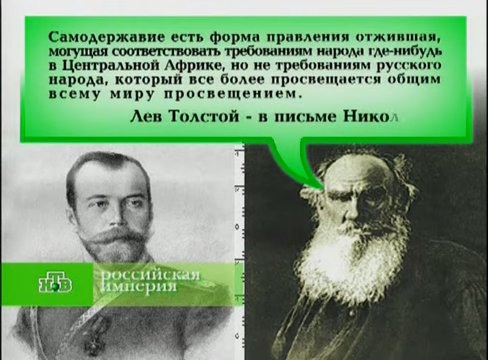 Самодержавие есть форма правления отжившая,
могущая соответствовать требованиям народа где-нибудь
в Центральной Африке, но не требованиям русского
народа, который все более просвещается общим
всему миру просвещением.
Лев Толстой - в письме Никол
НТВ
российская
империя